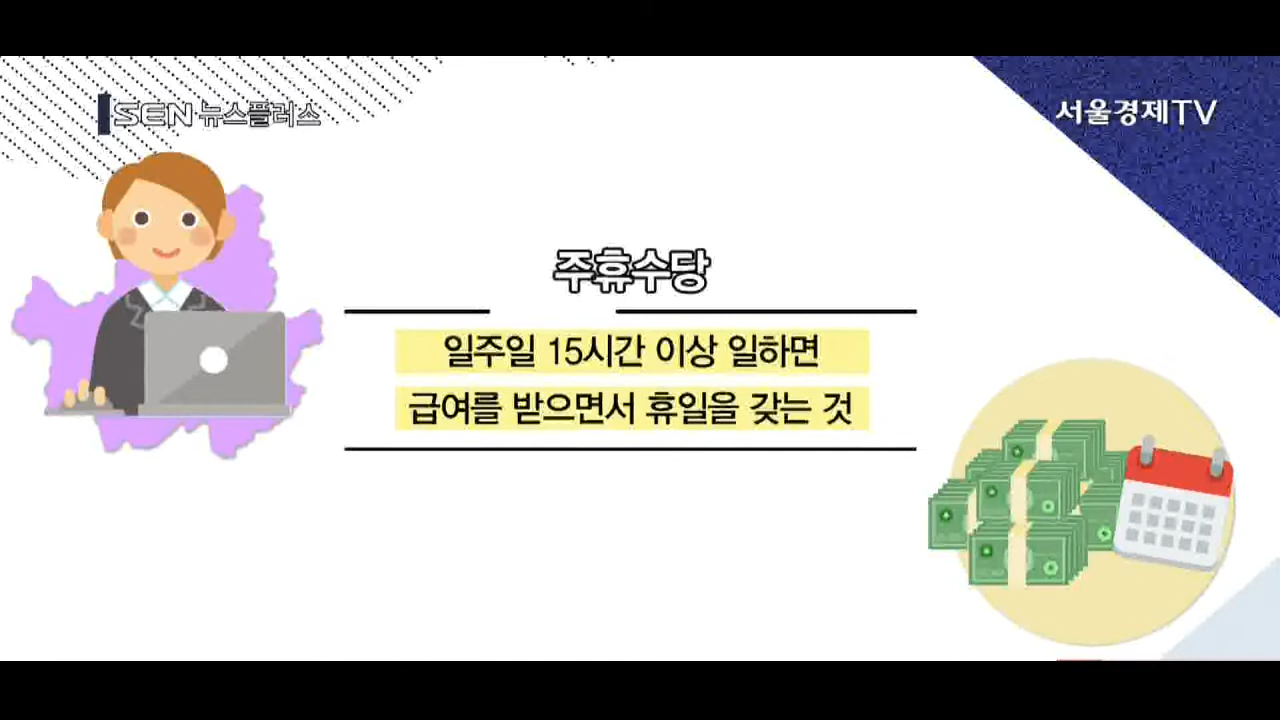 SEN 뉴스플러스
서울경제TV
주휴수당
일주일 15시간 이상 일하면
급여를 받으면서 휴일을 갖는 것